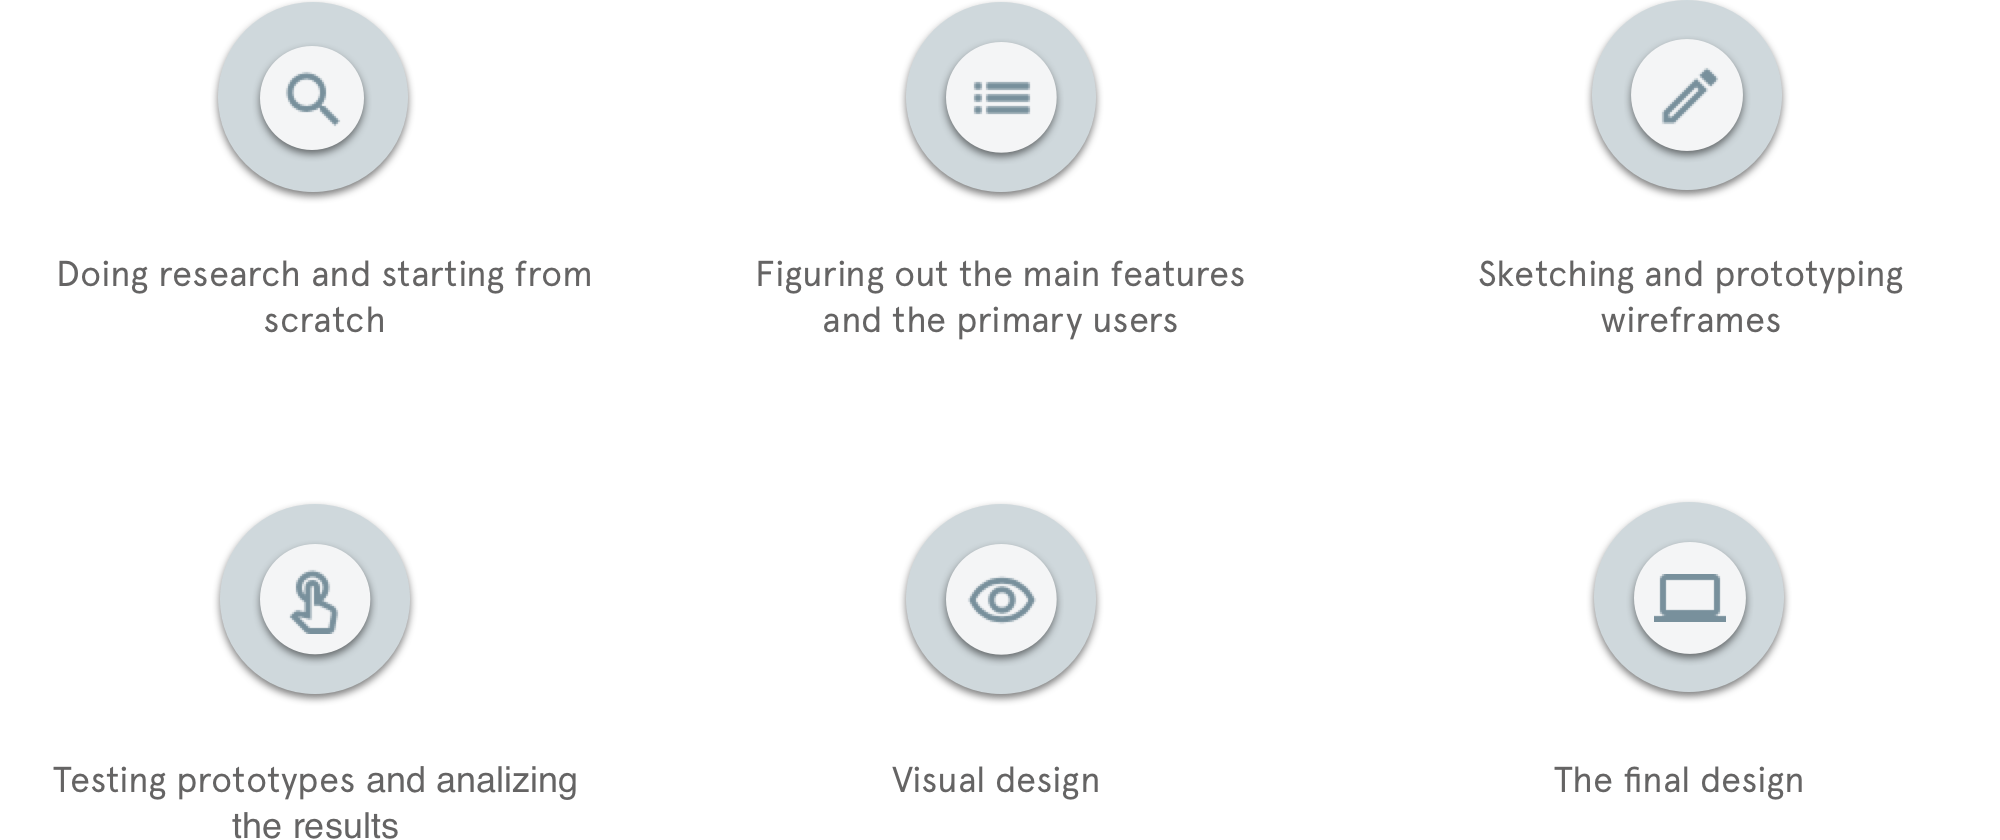 Doing research and starting from
scratch
Figuring out the main features
and the primary users
Sketching and prototyping
wireframes
Testing prototypes and analizing
the results
Visual design
The final design